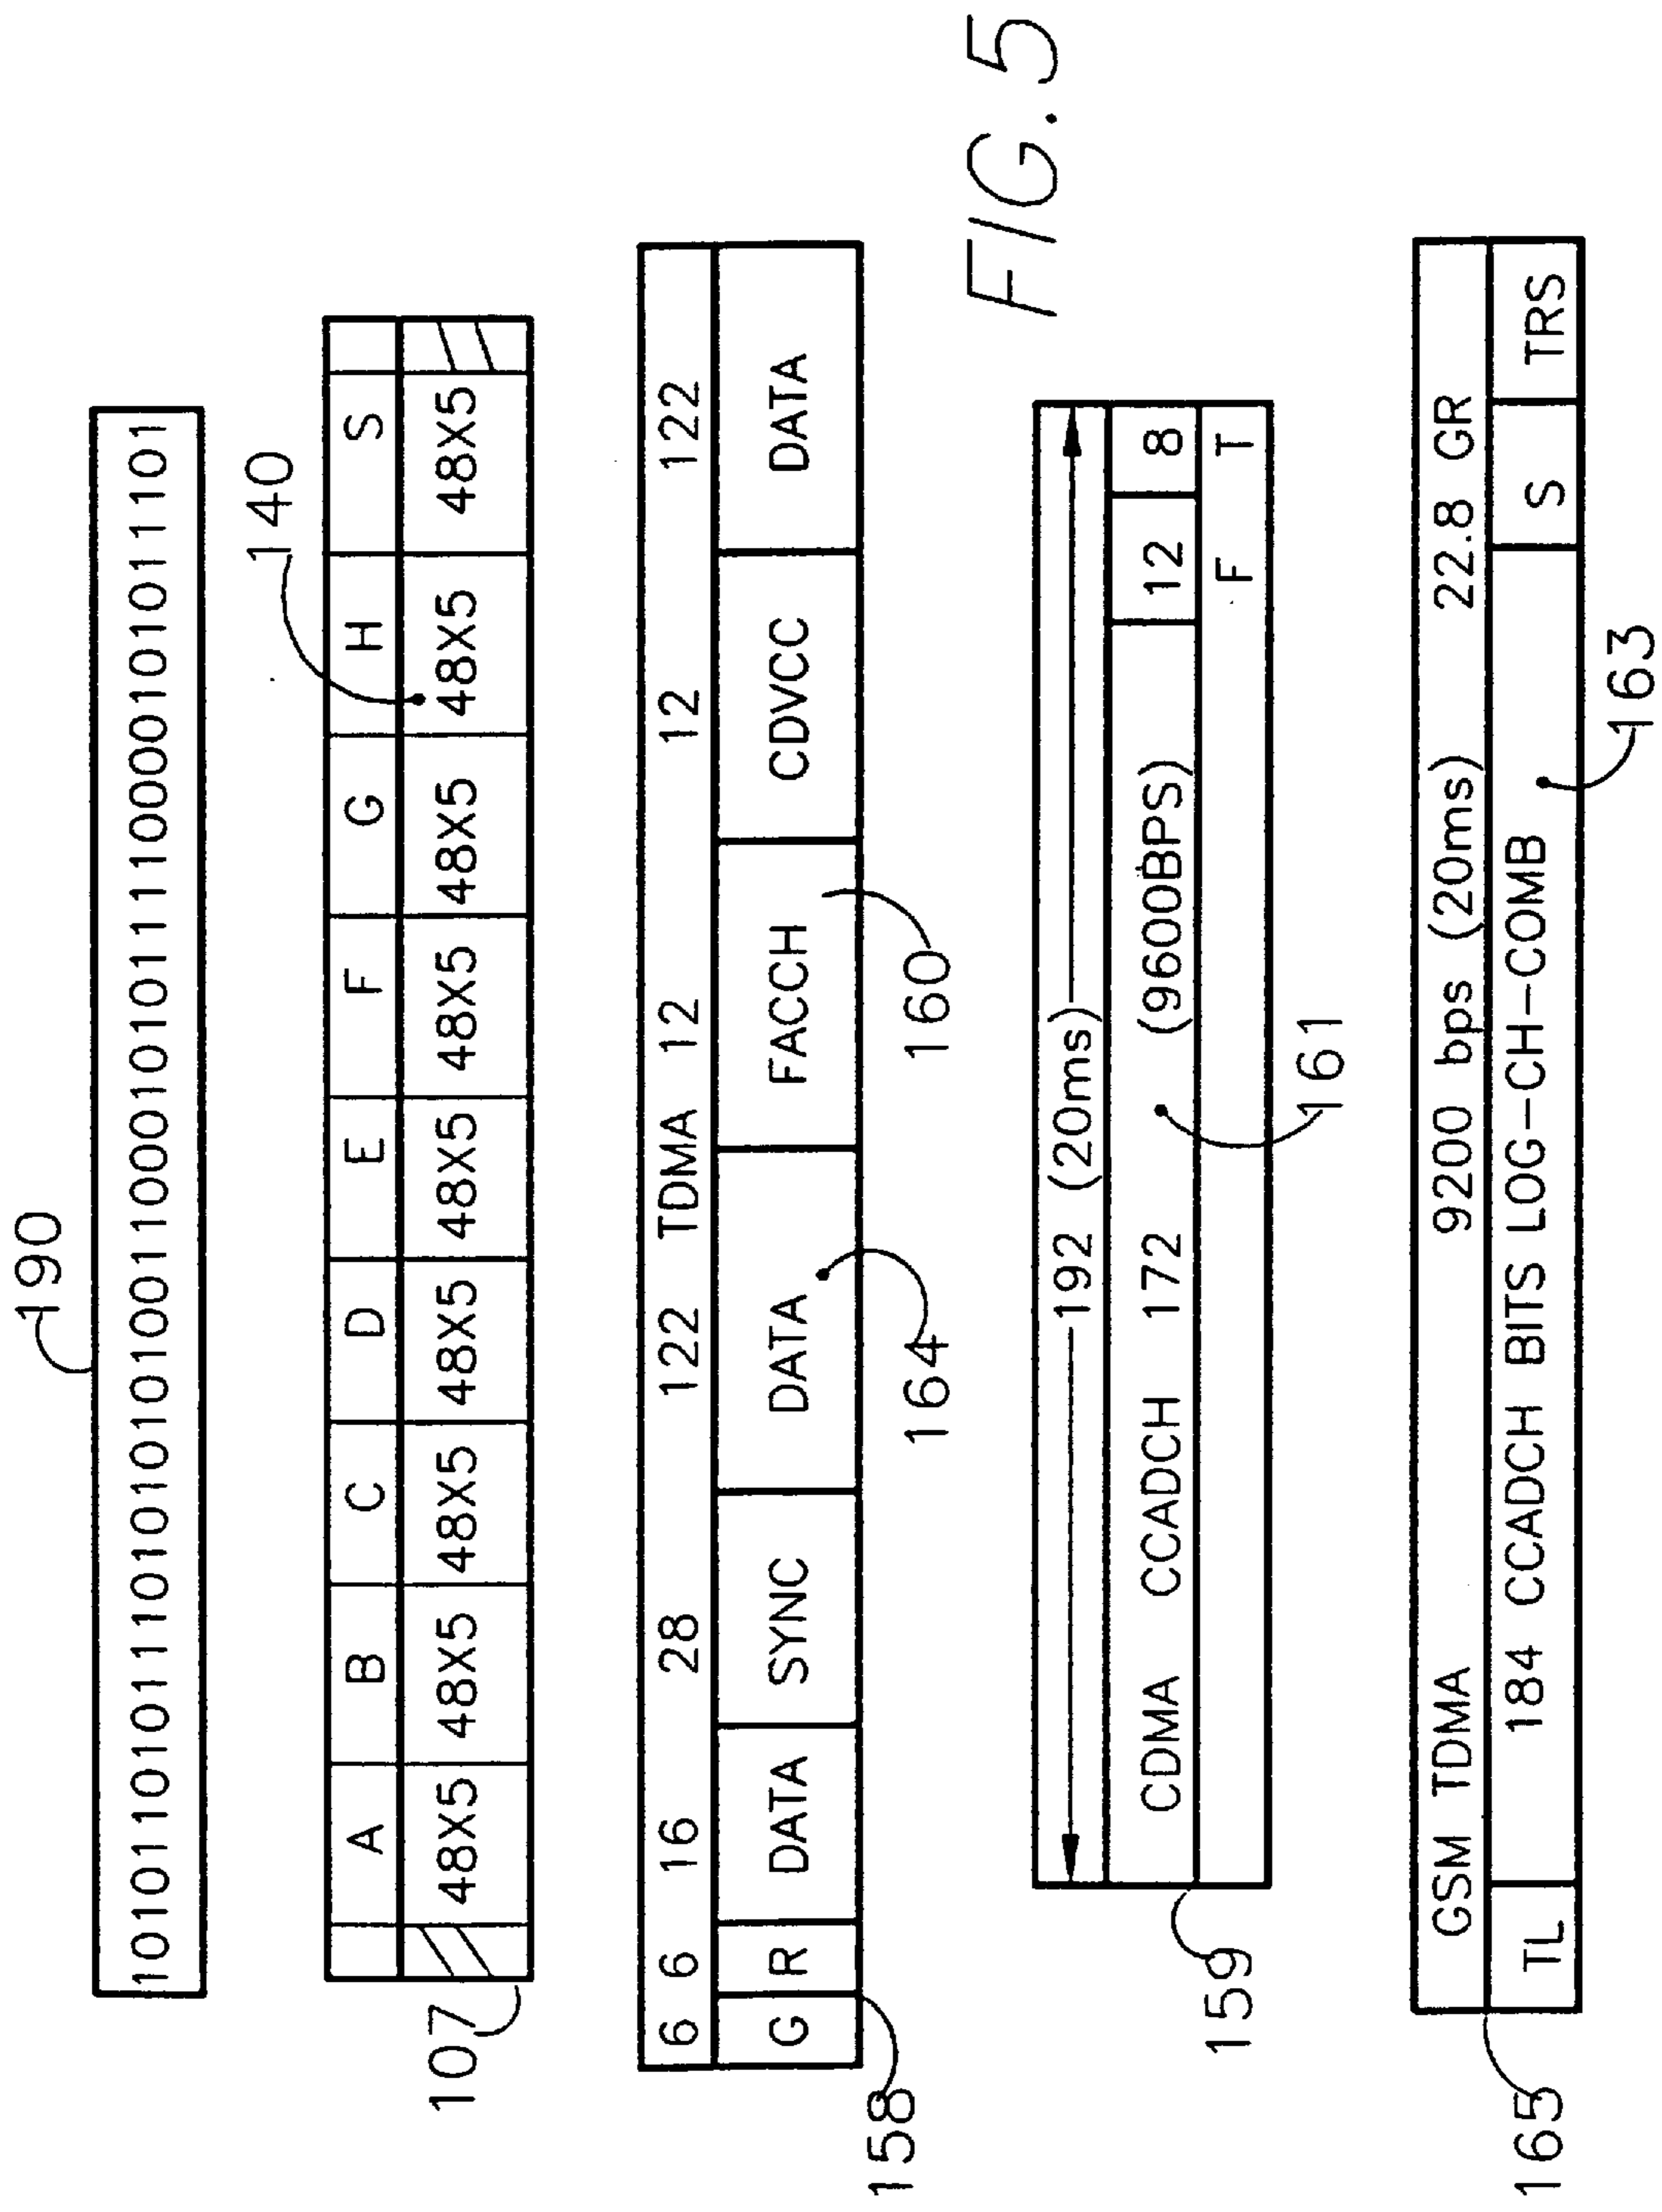 190
140
A B C D E F G H S
48X5 48X5 48X5 48X5 48X5 48X5 48X5 48X5 48X5
107
6 6 16 28 122 TDMA 12 12 122
G R DATA SYNC DATA FACCH CDVCC DATA
158
164
160
FIG. 5
192 (20ms)
CDMA CCADCH 172 (9600BPS) 12 8
F T
159
161
GSM TDMA 9200 bps (20ms) 22.8 GR
TL 184 CCADCH BITS LOG-CH-COMB S TRS
165
163